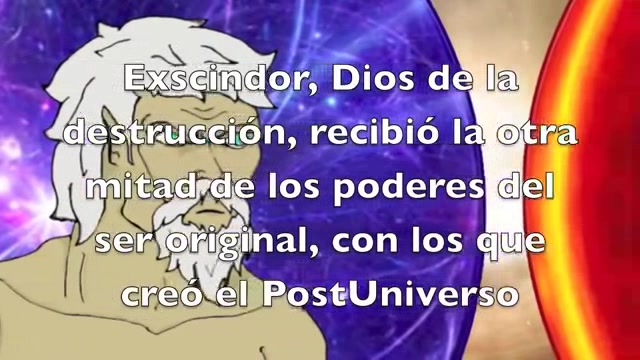 Exscindor, Dios de la
destrucción, recibió la otra
mitad de los poderes del
ser original, con los que
creó el PostUniverso